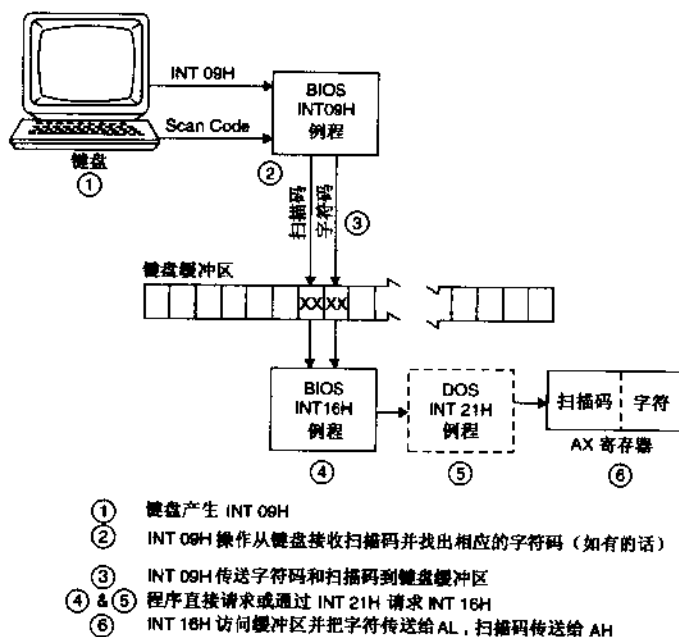 INT 09H
Scan Code
键盘
①
BIOS
INT09H
例程
②
扫描码
字符码
③
键盘缓冲区
XX XX
BIOS
INT16H
例程
④
DOS
INT 21H
例程
⑤
扫描码 字符
AX 寄存器
⑥
① 键盘产生 INT 09H
② INT 09H 操作从键盘接收扫描码并找出相应的字符码（如有的话）
③ INT 09H 传送字符码和扫描码到键盘缓冲区
④ & ⑤ 程序直接请求或通过 INT 21H 请求 INT 16H
⑥ INT 16H 访问缓冲区并把字符传送给 AL，扫描码传送给 AH